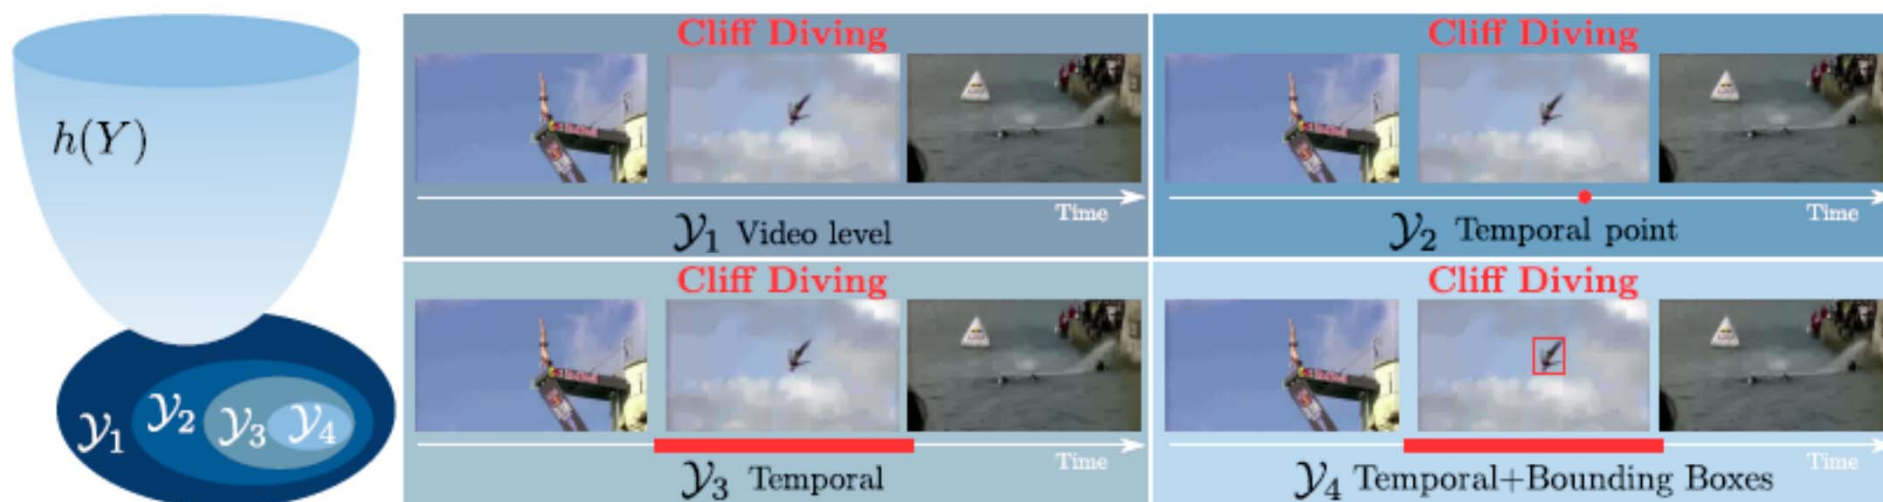 h(Y)
𝒴1
𝒴2
𝒴3
𝒴4
Cliff Diving
Time
𝒴1 Video level
Cliff Diving
Time
𝒴2 Temporal point
Cliff Diving
Time
𝒴3 Temporal
Cliff Diving
Time
𝒴4 Temporal+Bounding Boxes